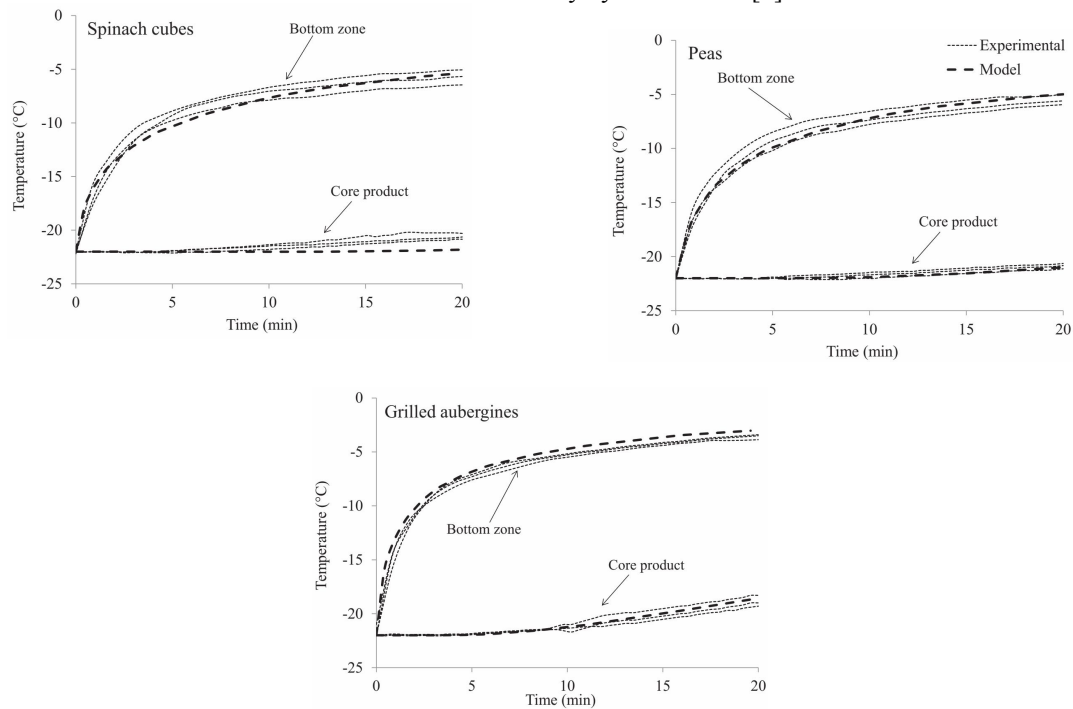 Spinach cubes
Bottom zone
Core product
Temperature (°C)
0
-5
-10
-15
-20
-25
0 5 10 15 20
Time (min)
Peas
Experimental
Model
Bottom zone
Core product
Temperature (°C)
0
-5
-10
-15
-20
-25
0 5 10 15 20
Time (min)
Grilled aubergines
Bottom zone
Core product
Temperature (°C)
0
-5
-10
-15
-20
-25
0 5 10 15 20
Time (min)